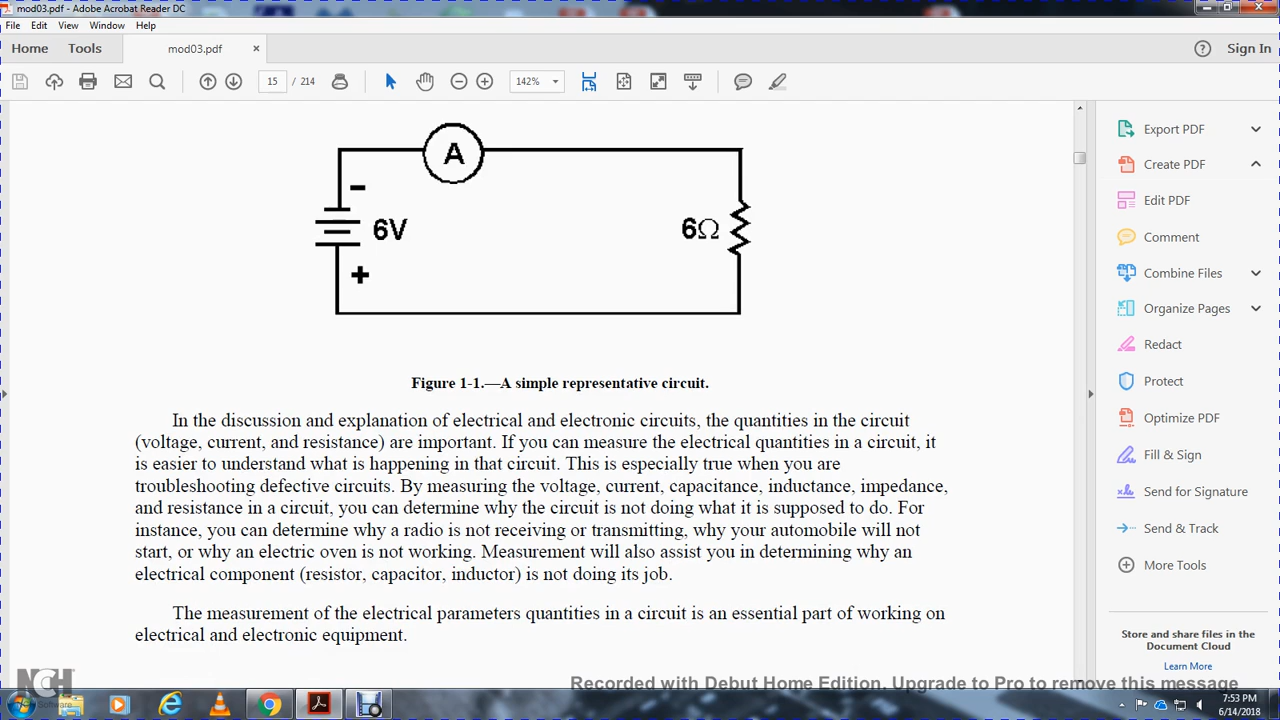 mod03.pdf - Adobe Acrobat Reader DC
File Edit View Window Help
Home Tools mod03.pdf × Sign In
15 / 214 142%
A
-
6V
6Ω
+
Figure 1-1.—A simple representative circuit.
In the discussion and explanation of electrical and electronic circuits, the quantities in the circuit
(voltage, current, and resistance) are important. If you can measure the electrical quantities in a circuit, it
is easier to understand what is happening in that circuit. This is especially true when you are
troubleshooting defective circuits. By measuring the voltage, current, capacitance, inductance, impedance,
and resistance in a circuit, you can determine why the circuit is not doing what it is supposed to do. For
instance, you can determine why a radio is not receiving or transmitting, why your automobile will not
start, or why an electric oven is not working. Measurement will also assist you in determining why an
electrical component (resistor, capacitor, inductor) is not doing its job.
The measurement of the electrical parameters quantities in a circuit is an essential part of working on
electrical and electronic equipment.
Export PDF
Create PDF
Edit PDF
Comment
Combine Files
Organize Pages
Redact
Protect
Optimize PDF
Fill & Sign
Send for Signature
Send & Track
More Tools
Store and share files in the
Document Cloud
Learn More
NCH
Software
Recorded with Debut Home Edition. Upgrade to Pro to remove this message
7:53 PM
6/14/2018